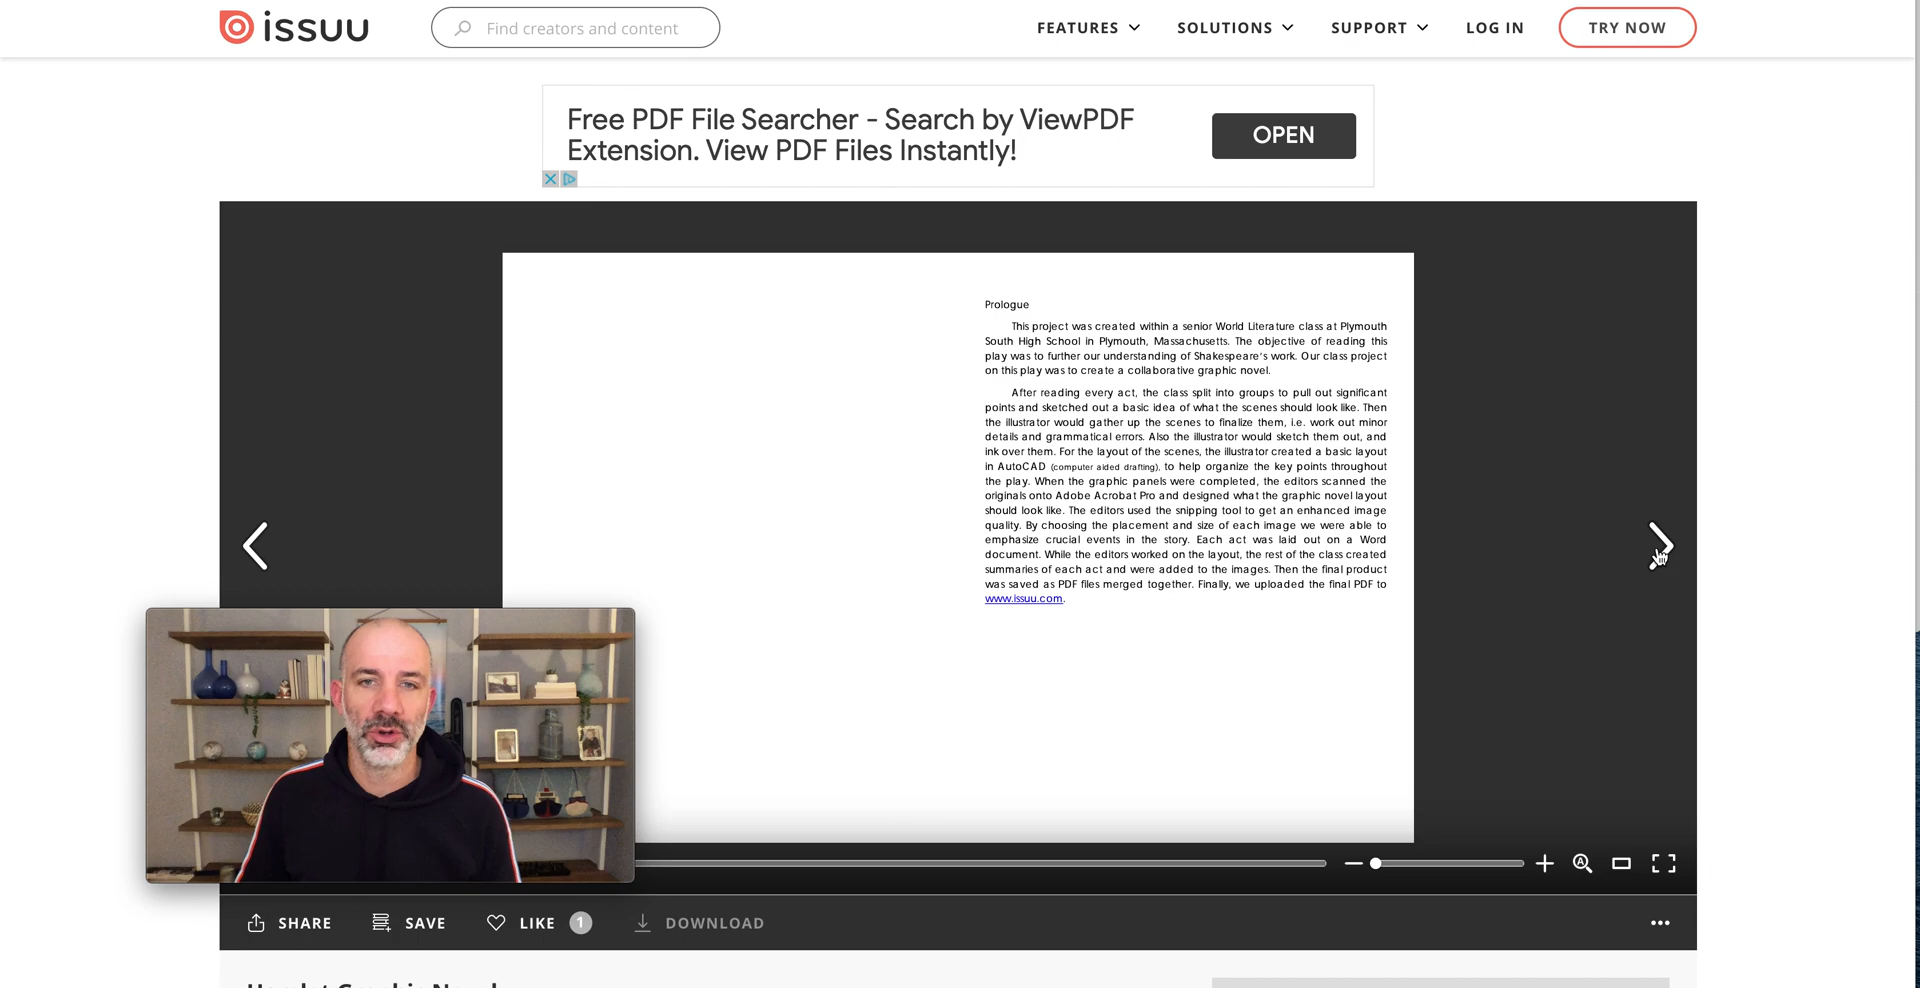 issuu
Find creators and content
FEATURES
SOLUTIONS
SUPPORT
LOG IN
TRY NOW
Free PDF File Searcher - Search by ViewPDF
Extension. View PDF Files Instantly!
OPEN
Prologue
This project was created within a senior World Literature class at Plymouth
South High School in Plymouth, Massachusetts. The objective of reading this
play was to further our understanding of Shakespeare's work. Our class project
on this play was to create a collaborative graphic novel.
After reading every act, the class split into groups to pull out significant
points and sketched out a basic idea of what the scenes should look like. Then
the illustrator would gather up the scenes to finalize them, i.e. work out minor
details and grammatical errors. Also the illustrator would sketch them out, and
ink over them. For the layout of the scenes, the illustrator created a basic layout
in AutoCAD (computer aided drafting), to help organize the key points throughout
the play. When the graphic panels were completed, the editors scanned the
originals onto Adobe Acrobat Pro and designed what the graphic novel layout
should look like. The editors used the snipping tool to get an enhanced image
quality. By choosing the placement and size of each image we were able to
emphasize crucial events in the story. Each act was laid out on a Word
document. While the editors worked on the layout, the rest of the class created
summaries of each act and were added to the images. Then the final product
was saved as PDF files merged together. Finally, we uploaded the final PDF to
www.issuu.com.
SHARE
SAVE
LIKE
1
DOWNLOAD
Hamlet Graphic Novel